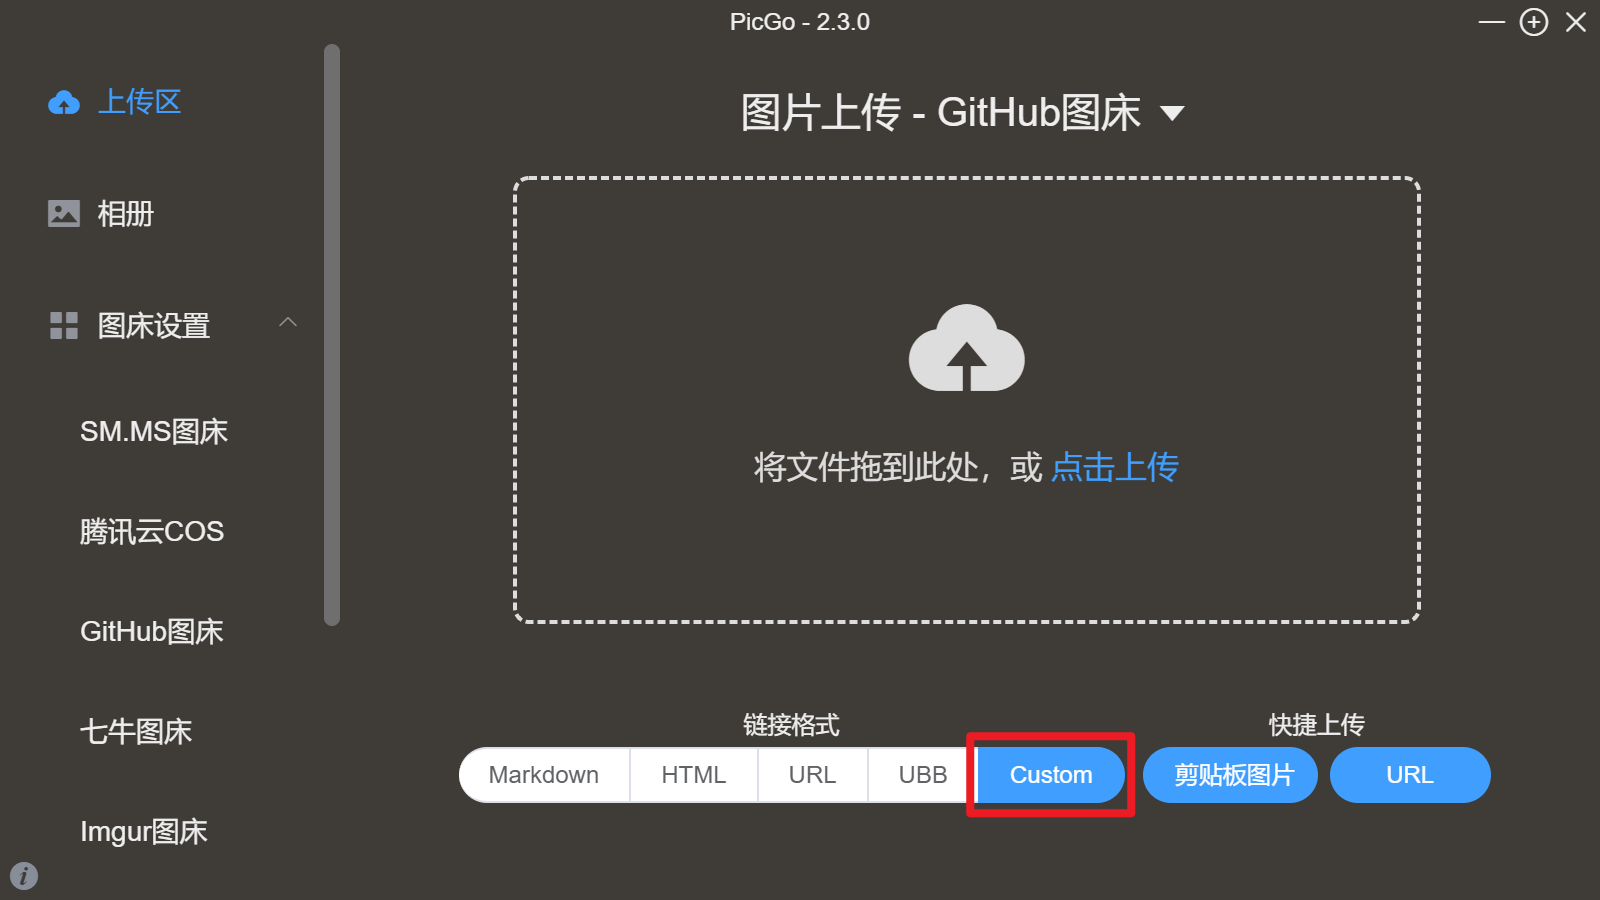 PicGo - 2.3.0
上传区
相册
图床设置
SM.MS图床
腾讯云COS
GitHub图床
七牛图床
Imgur图床
图片上传 - GitHub图床
将文件拖到此处，或 点击上传
链接格式
Markdown HTML URL UBB Custom
快捷上传
剪贴板图片 URL